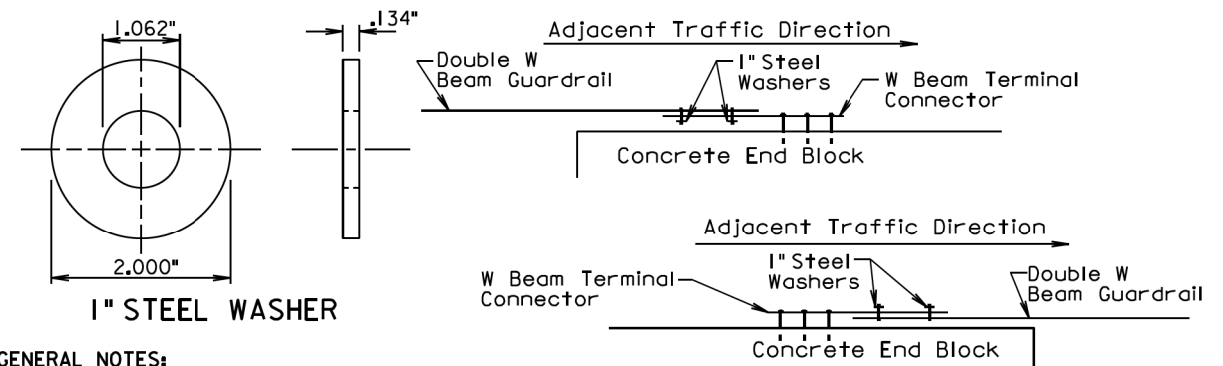 1.062"
.134"
2.000"
1" STEEL WASHER
Adjacent Traffic Direction
Double W
Beam Guardrail
1" Steel
Washers
W Beam Terminal
Connector
Concrete End Block
Adjacent Traffic Direction
W Beam Terminal
Connector
1" Steel
Washers
Double W
Beam Guardrail
Concrete End Block
GENERAL NOTES: